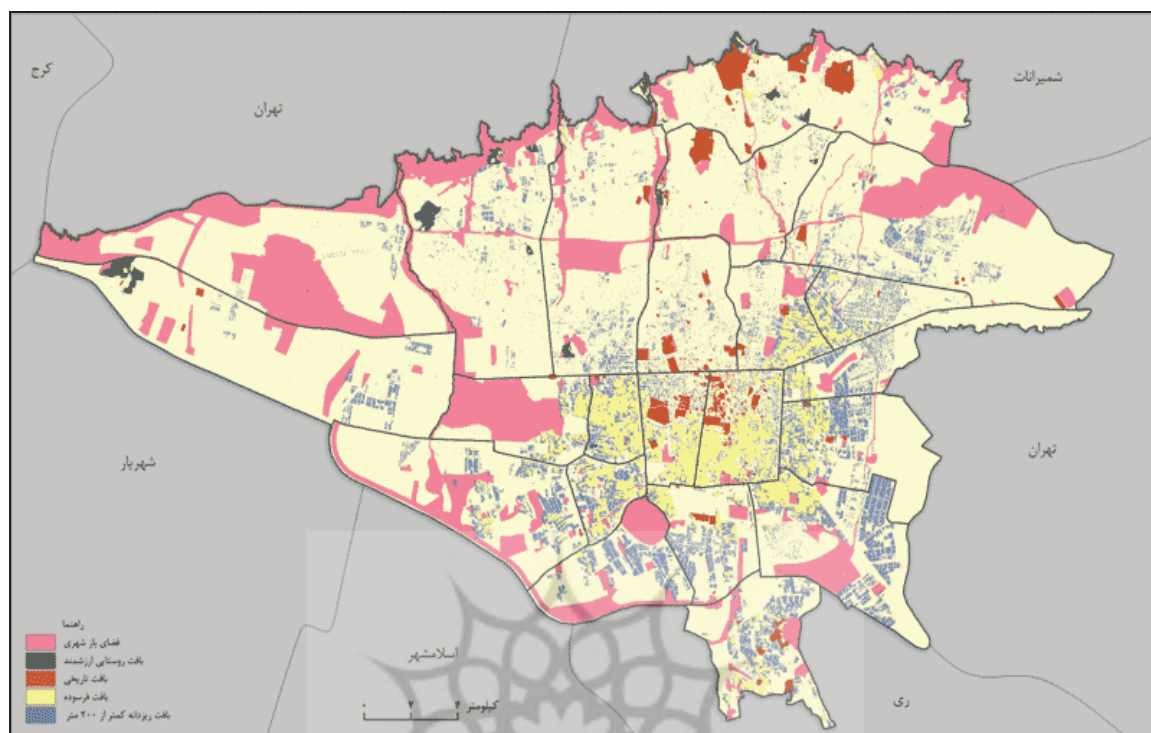 کرج
تهران
شمیرانات
تهران
شهریار
اسلامشهر
ری
راهنما
فضای باز شهری
بافت روستایی ارزشمند
بافت تاریخی
بافت فرسوده
بافت ریزدانه کمتر از ۲۰۰ متر
۰ ۲ ۴ کیلومتر